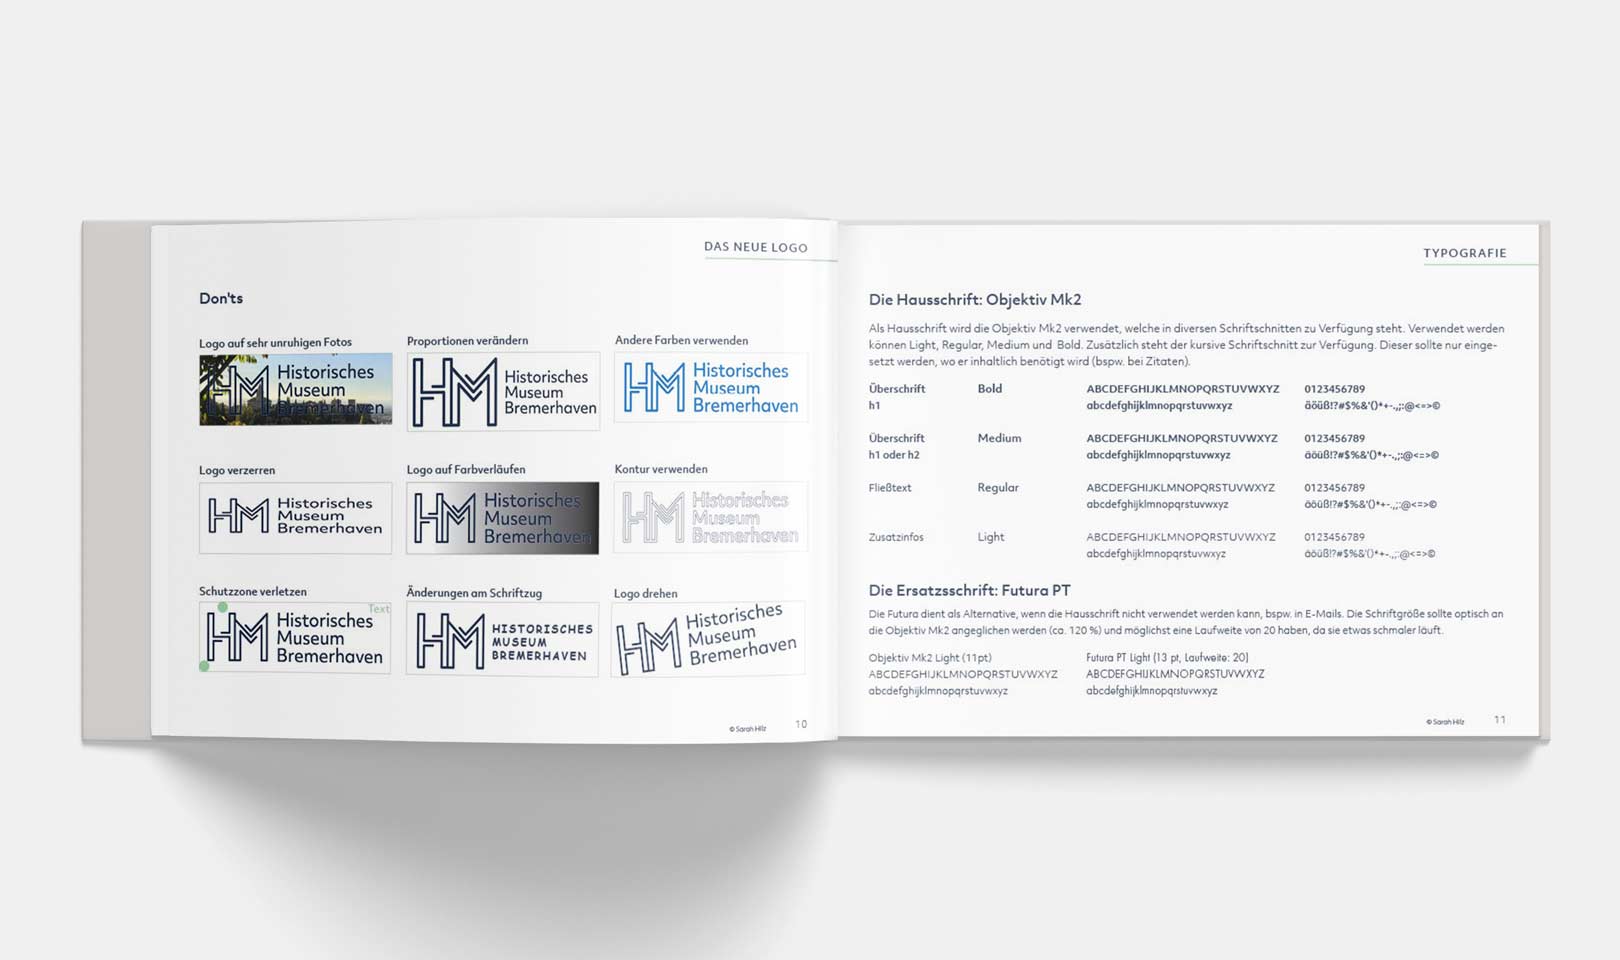 DAS NEUE LOGO
Don'ts
Logo auf sehr unruhigen Fotos
Historisches
Museum
Bremerhaven
Proportionen verändern
HM Historisches
Museum
Bremerhaven
Andere Farben verwenden
HM Historisches
Museum
Bremerhaven
Logo verzerren
HM Historisches
Museum
Bremerhaven
Logo auf Farbverläufen
HM Historisches
Museum
Bremerhaven
Kontur verwenden
HM Historisches
Museum
Bremerhaven
Schutzzone verletzen
Text
HM Historisches
Museum
Bremerhaven
Änderungen am Schriftzug
HM HISTORISCHES
MUSEUM
BREMERHAVEN
Logo drehen
HM Historisches
Museum
Bremerhaven
© Sarah Hilz 10
TYPOGRAFIE
Die Hausschrift: Objektiv Mk2
Als Hausschrift wird die Objektiv Mk2 verwendet, welche in diversen Schriftschnitten zu Verfügung steht. Verwendet werden
können Light, Regular, Medium und Bold. Zusätzlich steht der kursive Schriftschnitt zur Verfügung. Dieser sollte nur einge-
setzt werden, wo er inhaltlich benötigt wird (bspw. bei Zitaten).
Überschrift Bold ABCDEFGHIJKLMNOPQRSTUVWXYZ 0123456789
h1 abcdefghijklmnopqrstuvwxyz äöüß!?#$%&'()*+-.,;:@<=>©
Überschrift Medium ABCDEFGHIJKLMNOPQRSTUVWXYZ 0123456789
h1 oder h2 abcdefghijklmnopqrstuvwxyz äöüß!?#$%&'()*+-.,;:@<=>©
Fließtext Regular ABCDEFGHIJKLMNOPQRSTUVWXYZ 0123456789
abcdefghijklmnopqrstuvwxyz äöüß!?#$%&'()*+-.,;:@<=>©
Zusatzinfos Light ABCDEFGHIJKLMNOPQRSTUVWXYZ 0123456789
abcdefghijklmnopqrstuvwxyz äöüß!?#$%&'()*+-.,;:@<=>©
Die Ersatzsschrift: Futura PT
Die Futura dient als Alternative, wenn die Hausschrift nicht verwendet werden kann, bspw. in E-Mails. Die Schriftgröße sollte optisch an
die Objektiv Mk2 angeglichen werden (ca. 120 %) und möglichst eine Laufweite von 20 haben, da sie etwas schmaler läuft.
Objektiv Mk2 Light (11pt) Futura PT Light (13 pt, Laufweite: 20)
ABCDEFGHIJKLMNOPQRSTUVWXYZ ABCDEFGHIJKLMNOPQRSTUVWXYZ
abcdefghijklmnopqrstuvwxyz abcdefghijklmnopqrstuvwxyz
© Sarah Hilz 11